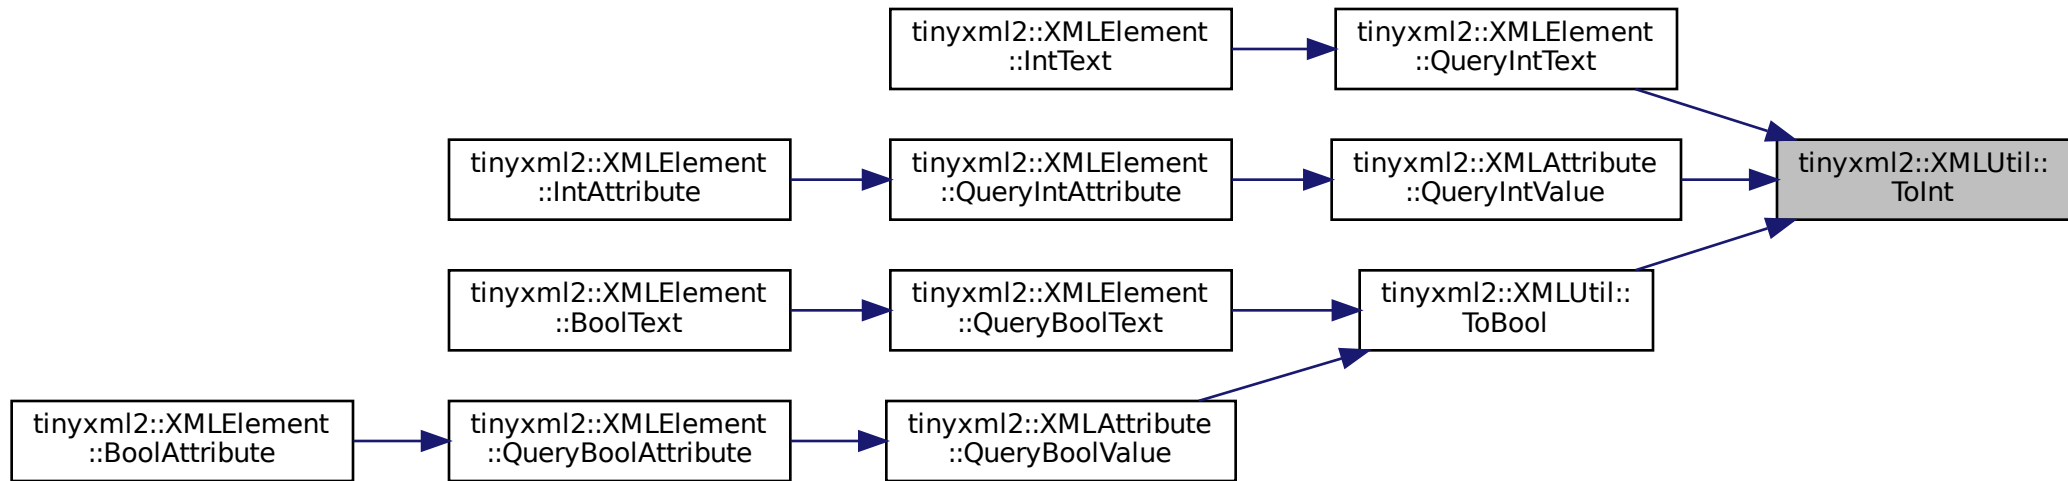 tinyxml2::XMLElement
::IntText
tinyxml2::XMLElement
::QueryIntText
tinyxml2::XMLElement
::IntAttribute
tinyxml2::XMLElement
::QueryIntAttribute
tinyxml2::XMLAttribute
::QueryIntValue
tinyxml2::XMLUtil::
ToInt
tinyxml2::XMLElement
::BoolText
tinyxml2::XMLElement
::QueryBoolText
tinyxml2::XMLUtil::
ToBool
tinyxml2::XMLElement
::BoolAttribute
tinyxml2::XMLElement
::QueryBoolAttribute
tinyxml2::XMLAttribute
::QueryBoolValue